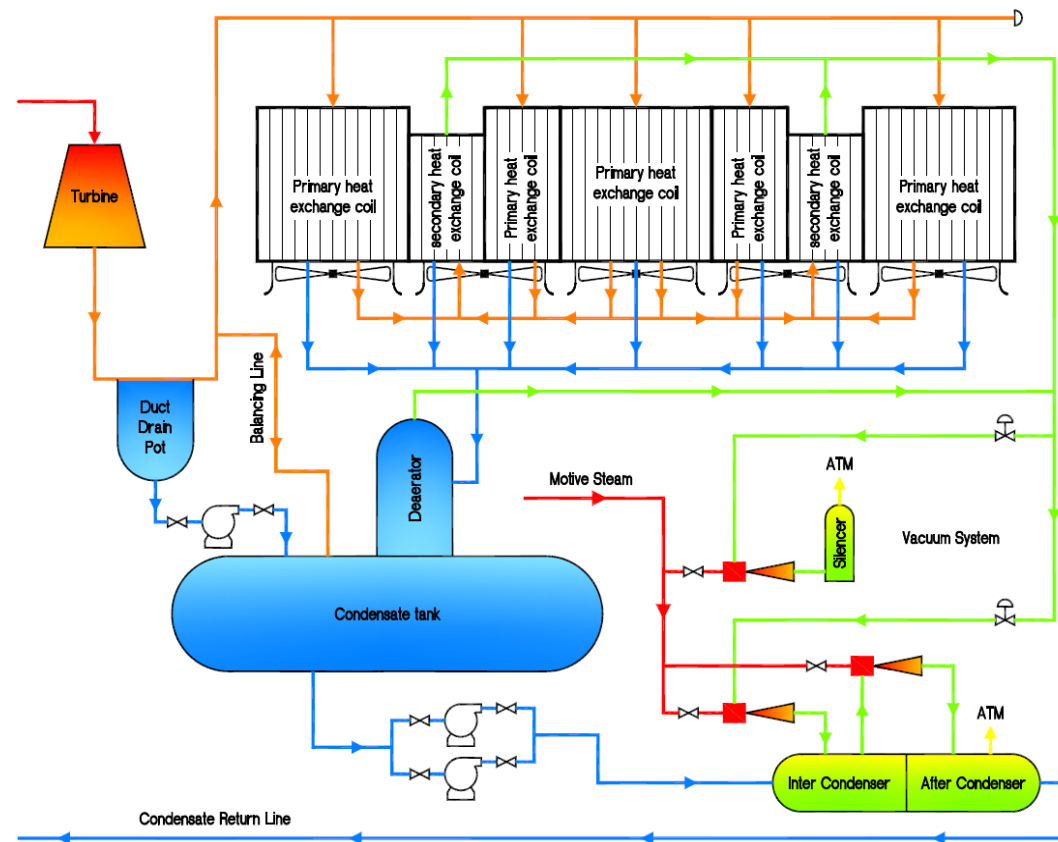 Turbine
Primary heat
exchange coil
secondary heat
exchange coil
Primary heat
exchange coil
Primary heat
exchange coil
Primary heat
exchange coil
secondary heat
exchange coil
Primary heat
exchange coil
Duct
Drain
Pot
Balancing Line
Deaerator
Motive Steam
ATM
Silencer
Vacuum System
Condensate tank
ATM
Inter Condenser
After Condenser
Condensate Return Line